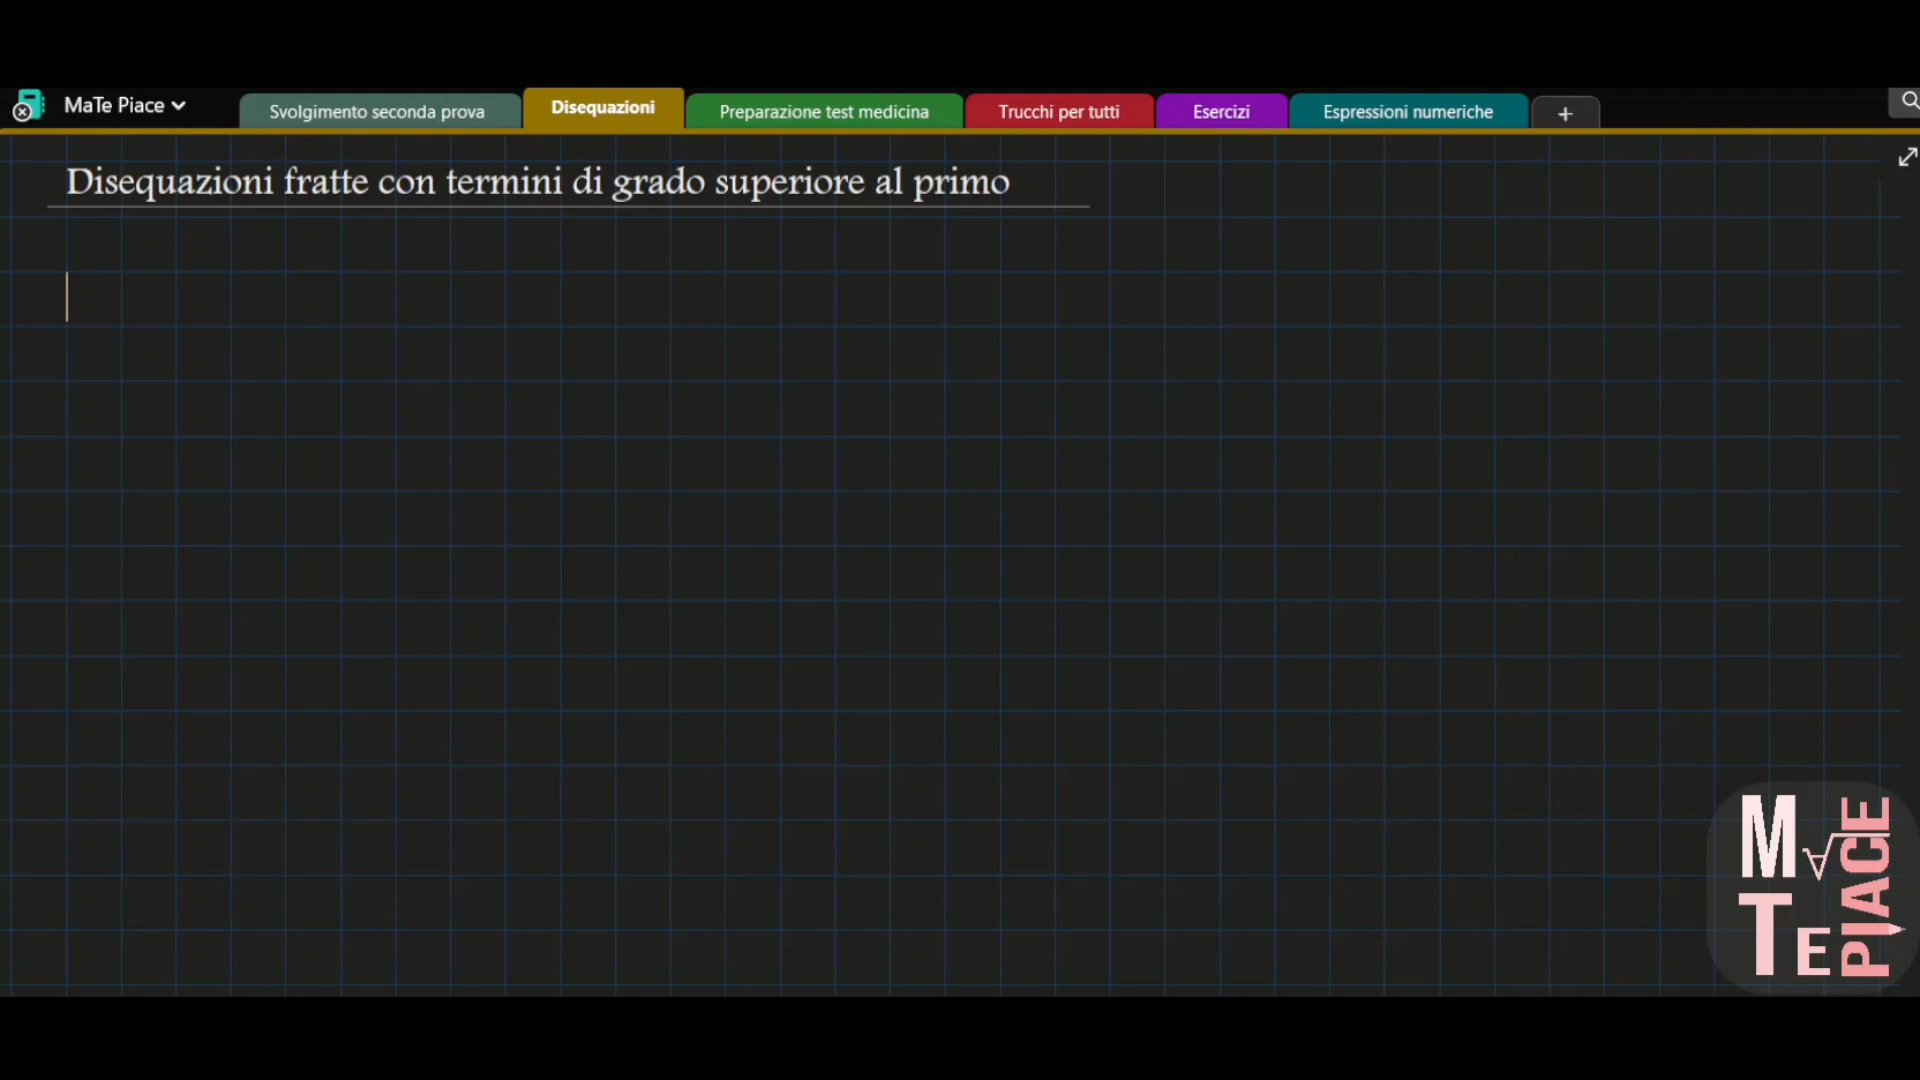 MaTe Piace
Svolgimento seconda prova
Disequazioni
Preparazione test medicina
Trucchi per tutti
Esercizi
Espressioni numeriche
+
Disequazioni fratte con termini di grado superiore al primo
M√
TE
PIACE